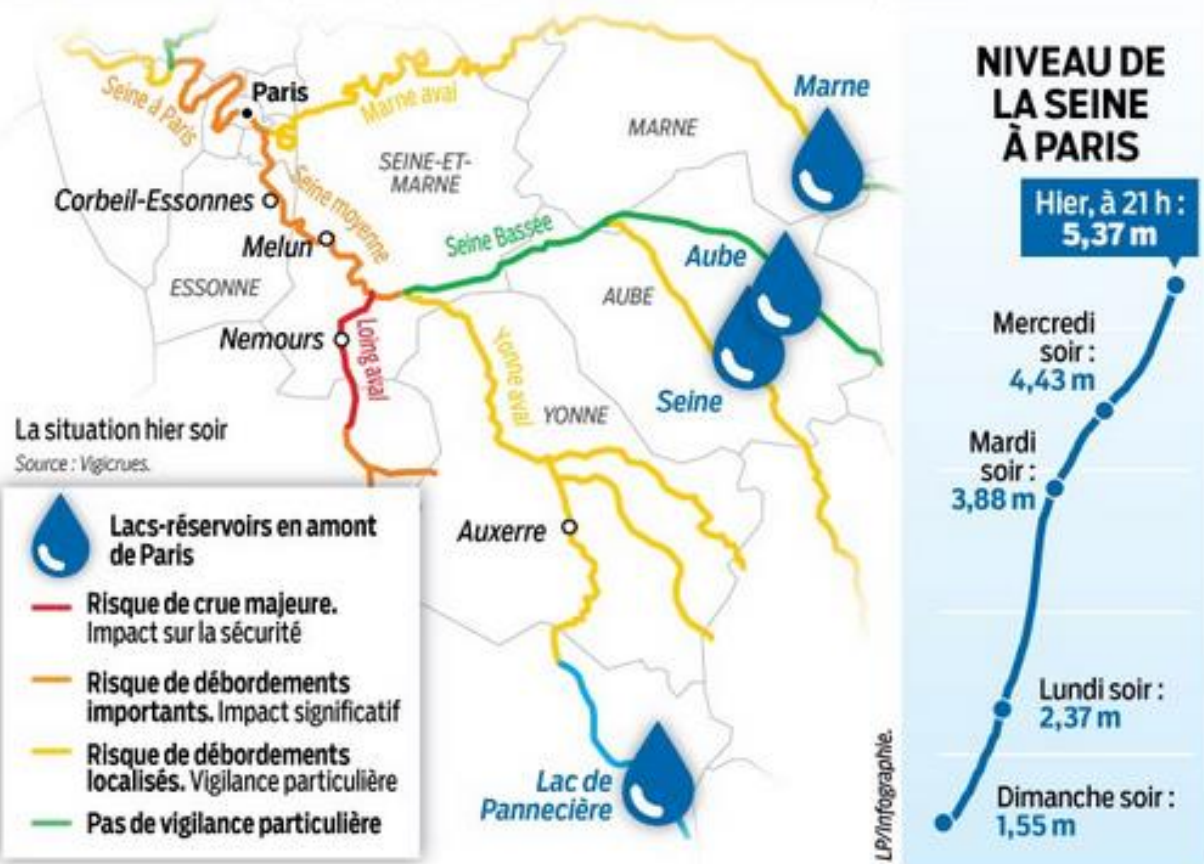 Seine à Paris
Paris
Marne aval
Marne
MARNE
SEINE-ET-
MARNE
Corbeil-Essonnes
Seine moyenne
Melun
Seine Bassée
Aube
ESSONNE
AUBE
Nemours
Loing aval
Yonne aval
Seine
YONNE
La situation hier soir
Source : Vigicrues.
Auxerre
Lac de
Pannecière
Lacs-réservoirs en amont
de Paris
Risque de crue majeure.
Impact sur la sécurité
Risque de débordements
importants. Impact significatif
Risque de débordements
localisés. Vigilance particulière
Pas de vigilance particulière
LP/Infographie.
NIVEAU DE
LA SEINE
À PARIS
Hier, à 21 h :
5,37 m
Mercredi
soir :
4,43 m
Mardi
soir :
3,88 m
Lundi soir :
2,37 m
Dimanche soir :
1,55 m